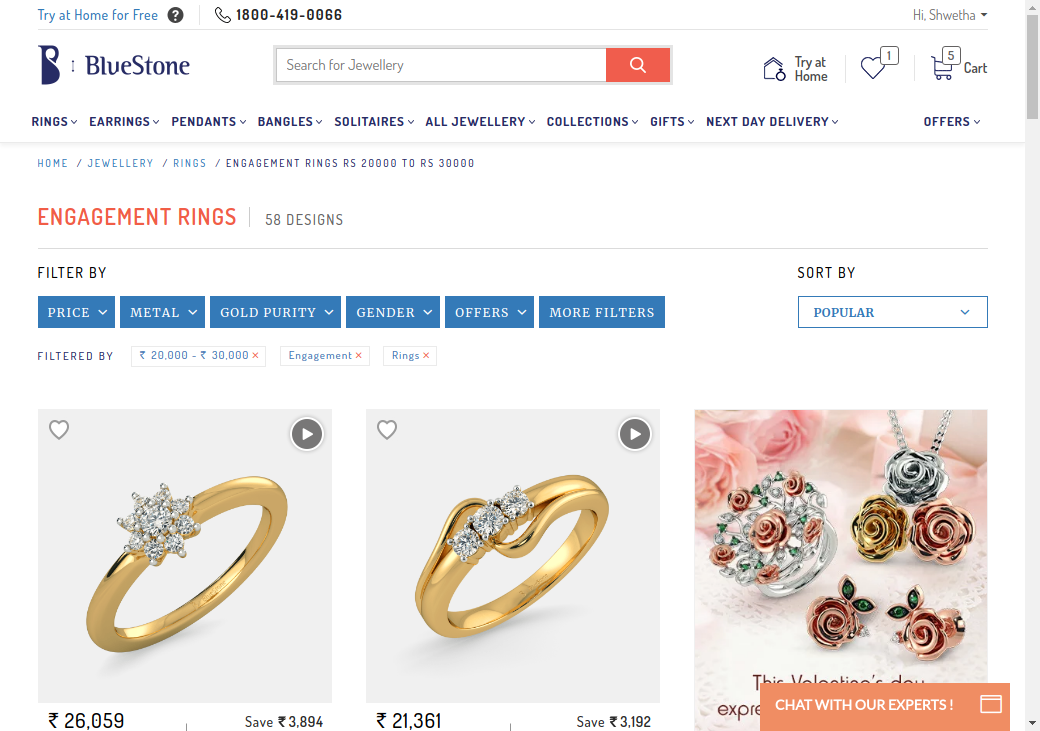 Try at Home for Free ? 1800-419-0066 Hi, Shwetha
BlueStone
Search for Jewellery
Try at
Home
1
5
Cart
RINGS EARRINGS PENDANTS BANGLES SOLITAIRES ALL JEWELLERY COLLECTIONS GIFTS NEXT DAY DELIVERY OFFERS
HOME / JEWELLERY / RINGS / ENGAGEMENT RINGS RS 20000 TO RS 30000
ENGAGEMENT RINGS 58 DESIGNS
FILTER BY SORT BY
PRICE METAL GOLD PURITY GENDER OFFERS MORE FILTERS POPULAR
FILTERED BY ₹ 20,000 - ₹ 30,000 × Engagement × Rings ×
₹ 26,059 Save ₹ 3,894
₹ 21,361 Save ₹ 3,192
This Valentine's day
CHAT WITH OUR EXPERTS !